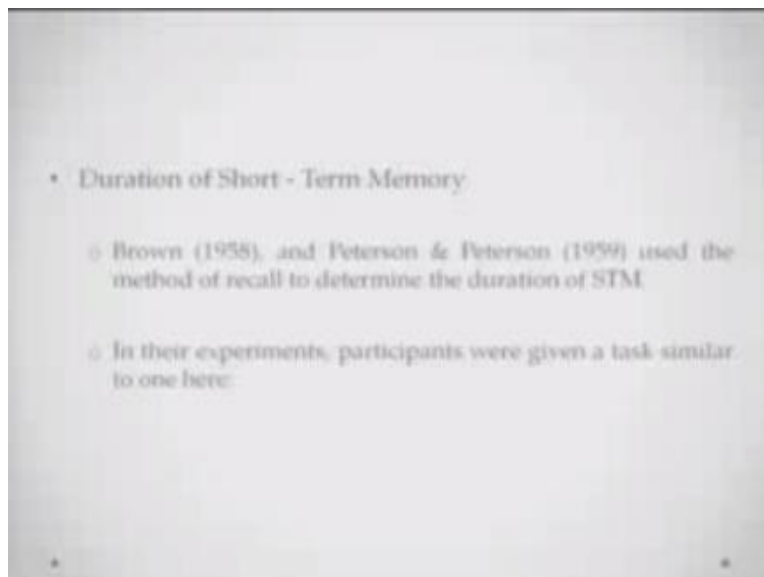 • Duration of Short - Term Memory
o Brown (1958), and Peterson & Peterson (1959) used the
method of recall to determine the duration of STM.
o In their experiments, participants were given a task similar
to one here: